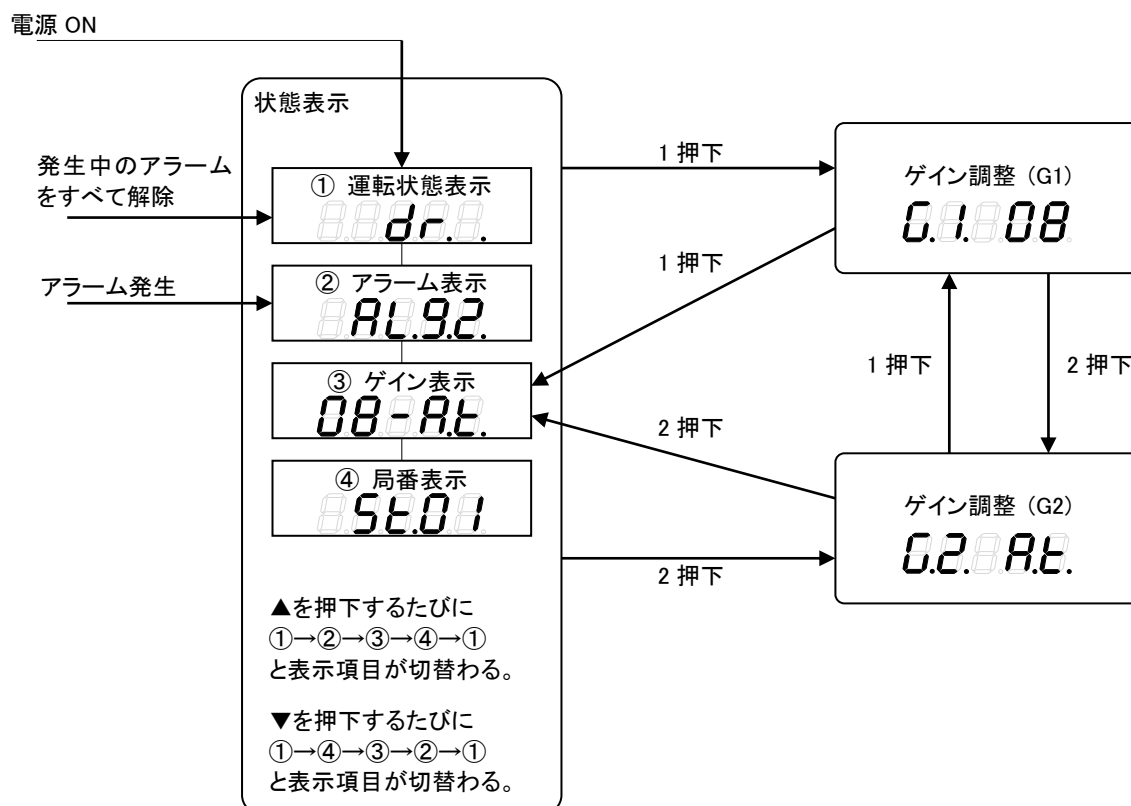 電源 ON
状態表示
発生中のアラーム
をすべて解除
① 運転状態表示
dr. .
アラーム発生
② アラーム表示
AL.9.2.
③ ゲイン表示
08-A.t.
④ 局番表示
St.01
▲を押下するたびに
①→②→③→④→①
と表示項目が切替わる。
▼を押下するたびに
①→④→③→②→①
と表示項目が切替わる。
1 押下
1 押下
2 押下
2 押下
ゲイン調整 (G1)
G.1. 08
1 押下
2 押下
ゲイン調整 (G2)
G.2. A.t.